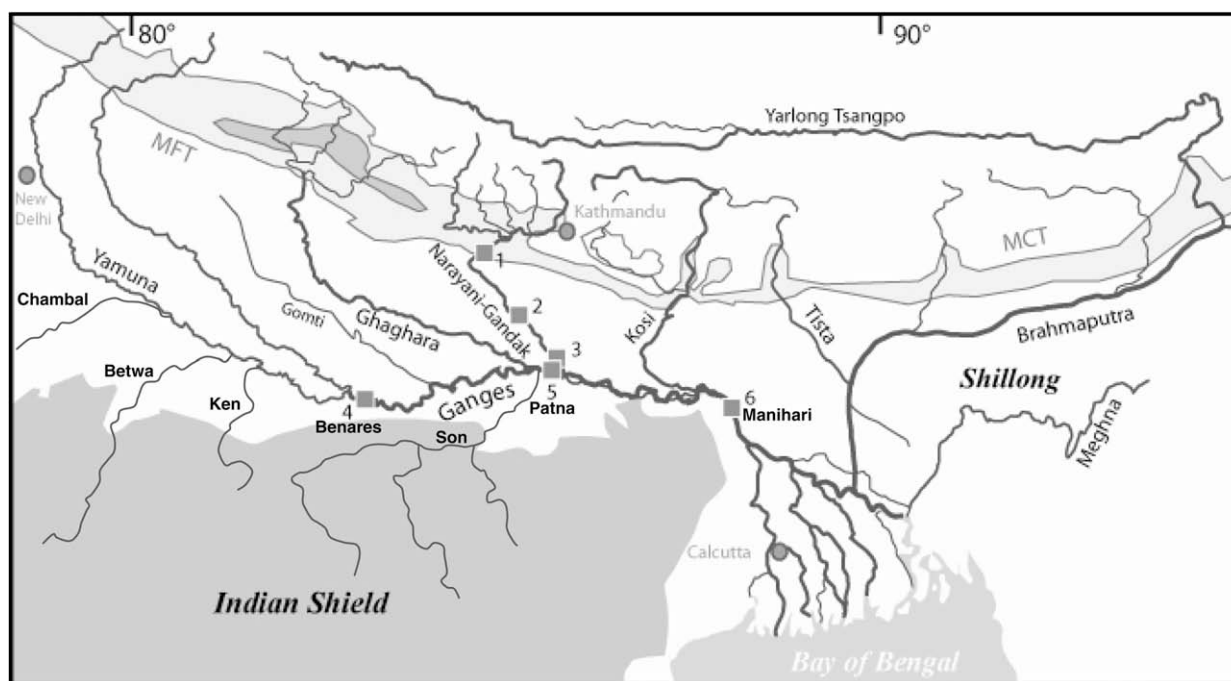 80°
90°
Yarlong Tsangpo
MFT
New
Delhi
Kathmandu
MCT
1
Yamuna
Narayani-Gandak
Chambal
2
Kosi
Tista
Gomti
Ghaghara
Brahmaputra
3
Betwa
Shillong
5
Ken
Ganges
Patna
6
4
Manihari
Benares
Meghna
Son
Calcutta
Indian Shield
Bay of Bengal